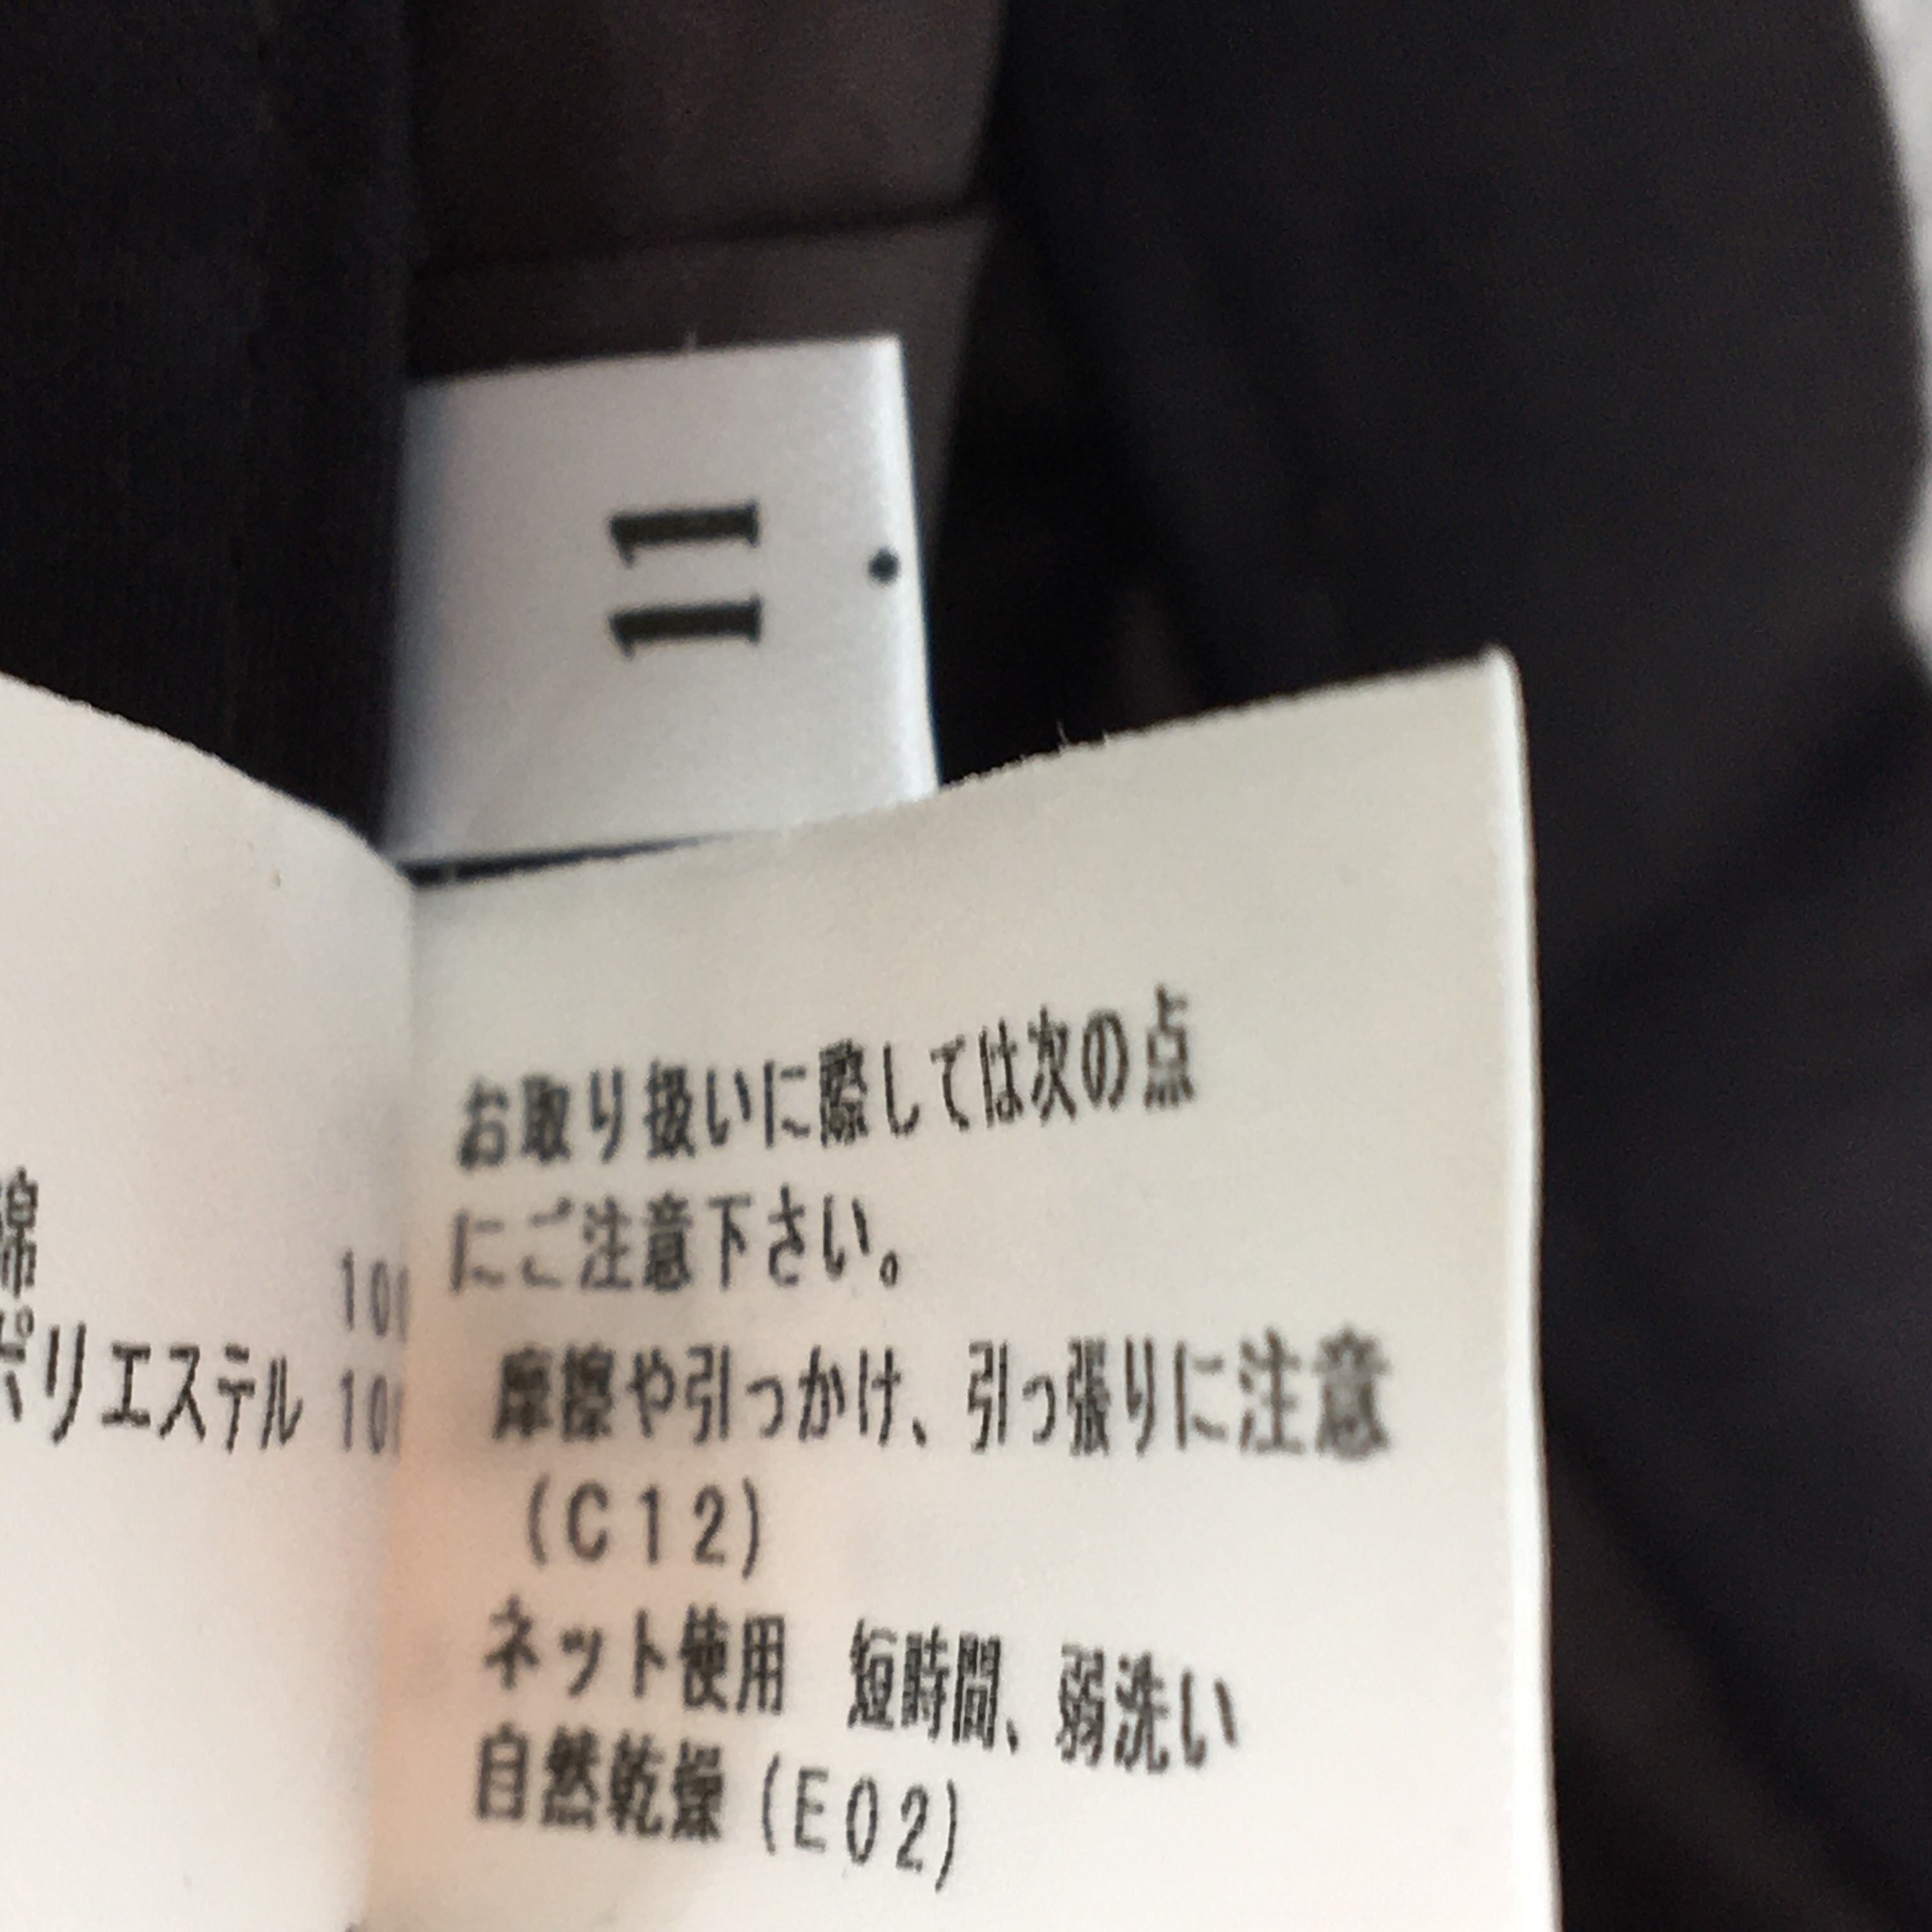 11
綿 10
ポリエステル 10
お取り扱いに際しては次の点
にご注意下さい。
摩擦や引っかけ、引っ張りに注意
(C12)
ネット使用 短時間、弱洗い
自然乾燥(E02)